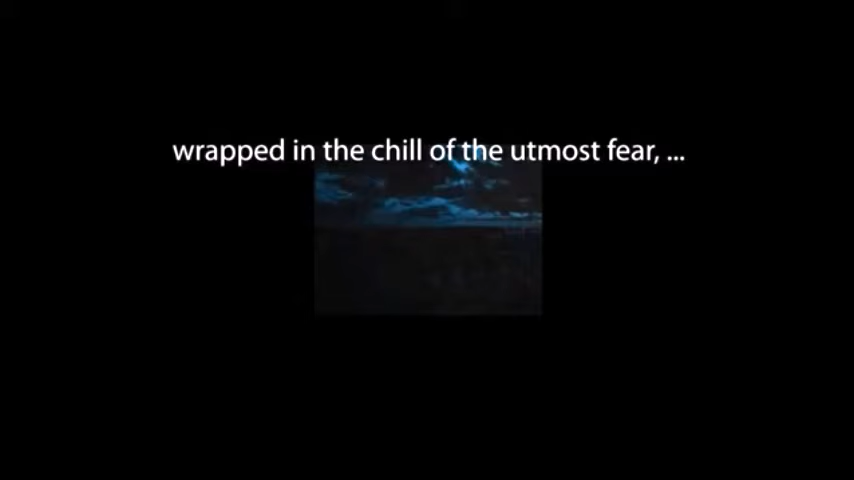 wrapped in the chill of the utmost fear, ...